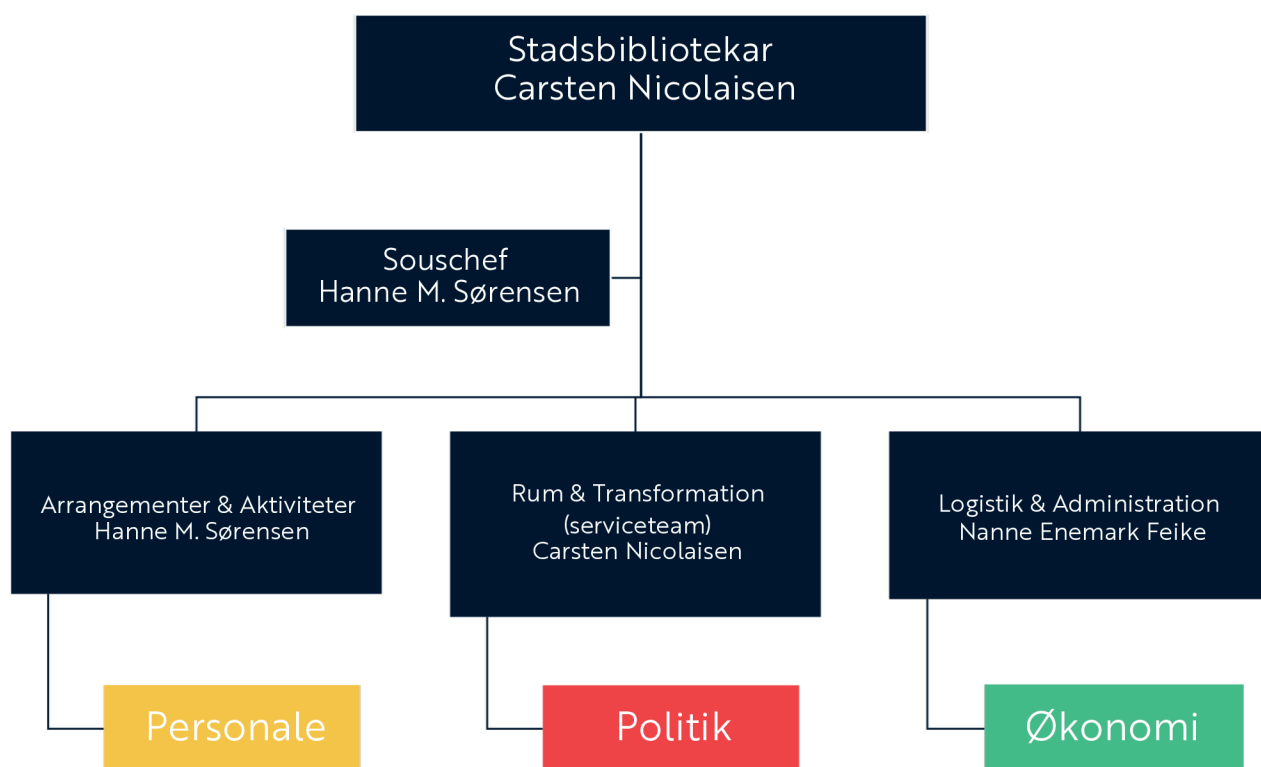 Stadsbibliotekar
Carsten Nicolaisen
Souschef
Hanne M. Sørensen
Arrangementer & Aktiviteter
Hanne M. Sørensen
Rum & Transformation
(serviceteam)
Carsten Nicolaisen
Logistik & Administration
Nanne Enemark Feike
Personale
Politik
Økonomi